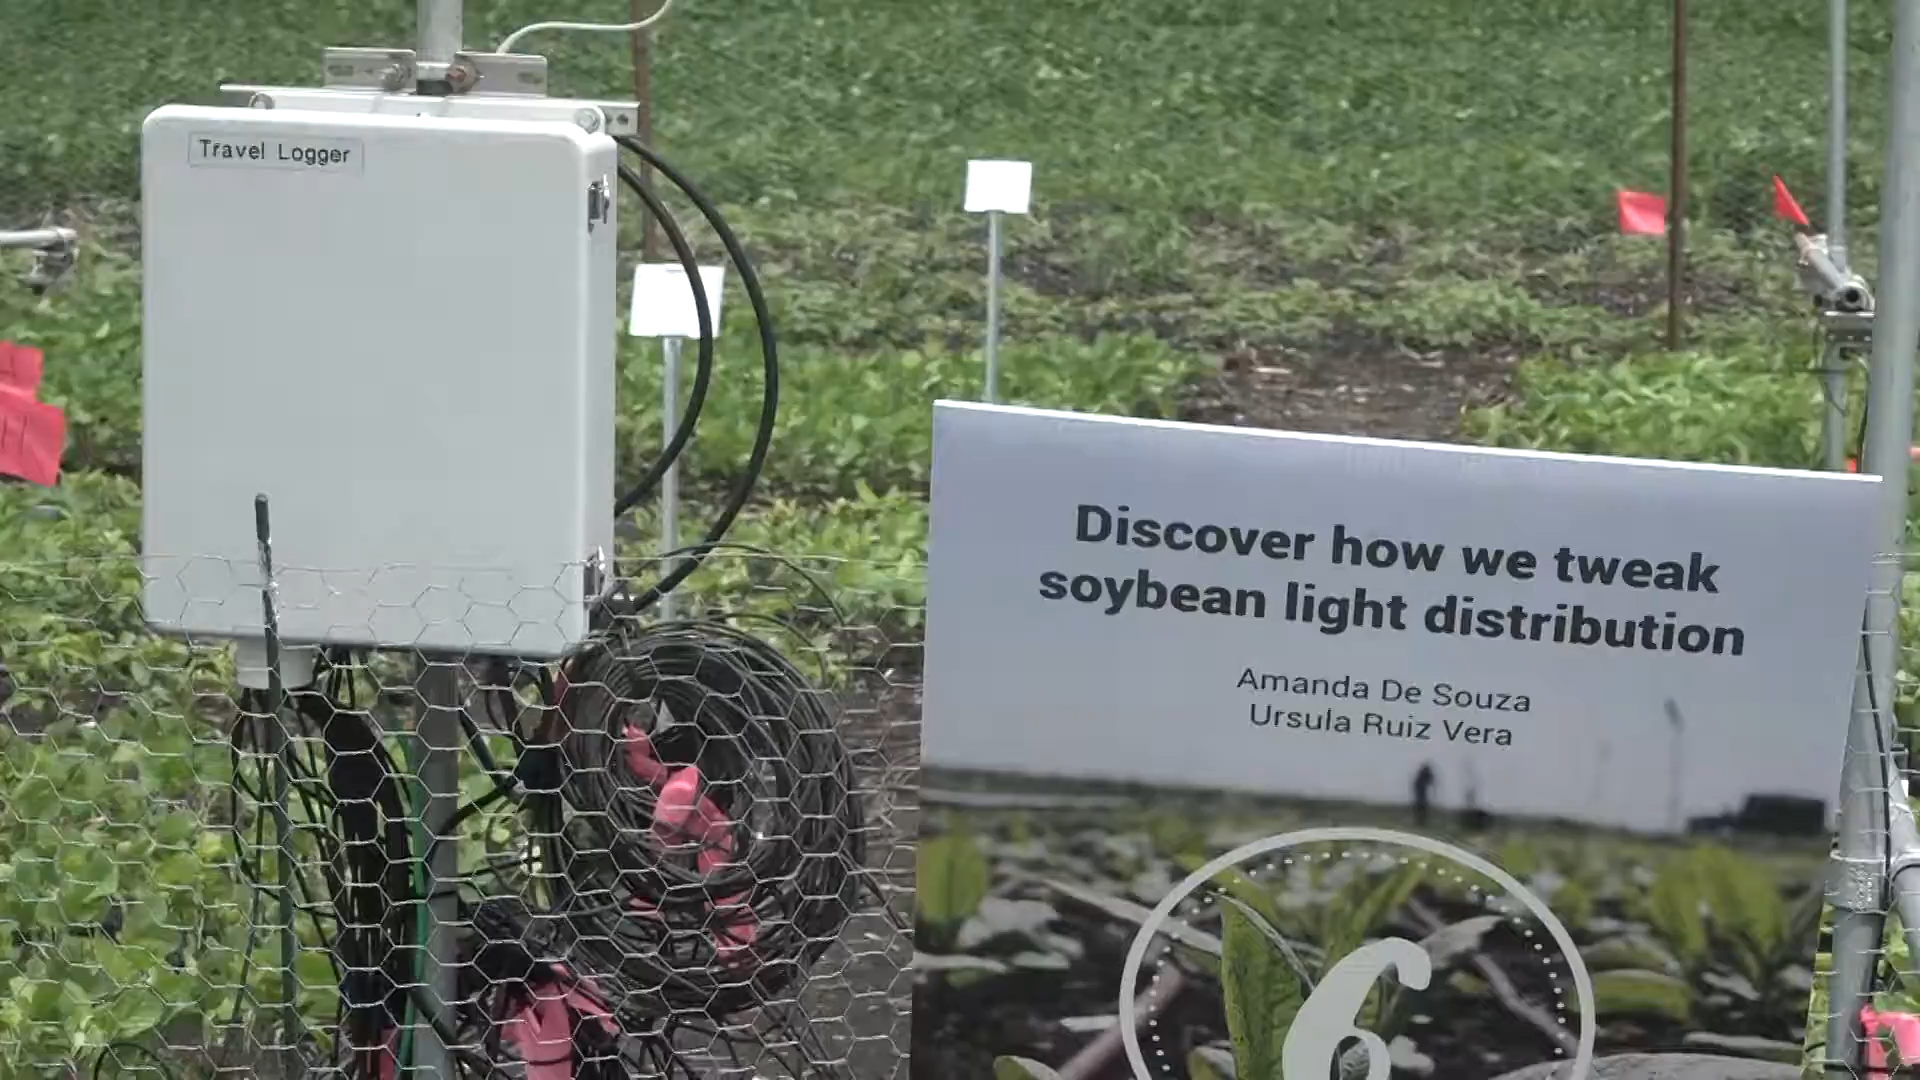 Travel Logger
Discover how we tweak
soybean light distribution
Amanda De Souza
Ursula Ruiz Vera
6